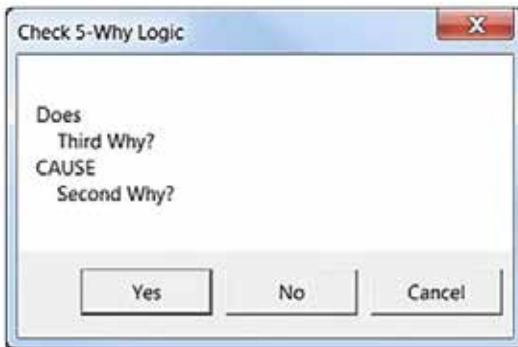 Check 5-Why Logic
X
Does
Third Why?
CAUSE
Second Why?
Yes
No
Cancel